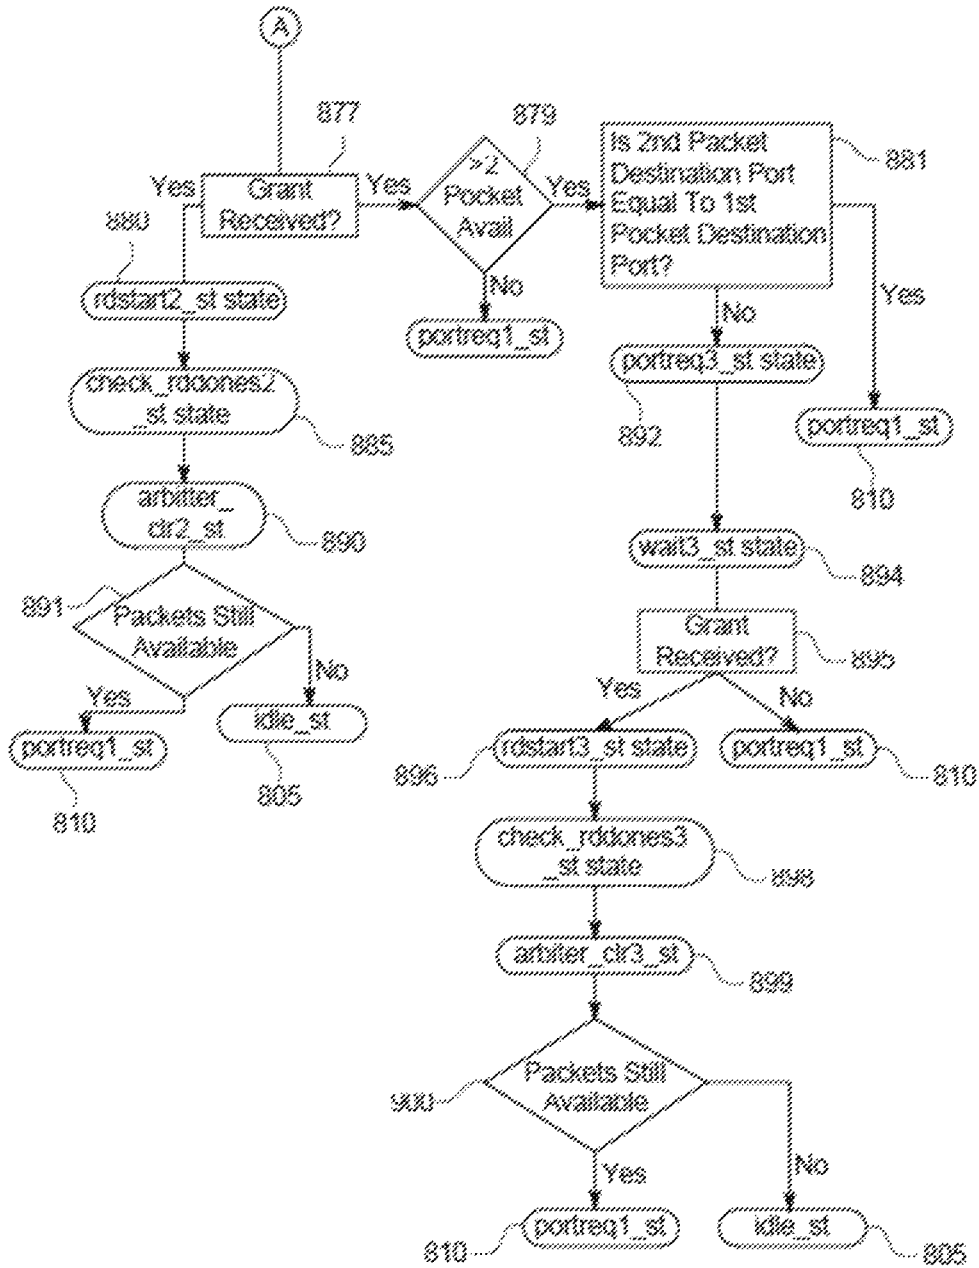 A
877
879
881
Yes
Grant
Received?
Yes
>2
Pocket
Avail
Yes
Is 2nd Packet
Destination Port
Equal To 1st
Pocket Destination
Port?
880
rdstart2_st state
No
portreq1_st
No
Yes
check_rddones2
_st state
885
portreq3_st state
892
portreq1_st
810
arbitter_
clr2_st
890
wait3_st state
894
891
Packets Still
Available
Grant
Received?
895
Yes
No
Yes
No
portreq1_st
810
idle_st
805
896
rdstart3_st state
portreq1_st
810
check_rddones3
_st state
898
arbiter_clr3_st
899
900
Packets Still
Available
Yes
No
810
portreq1_st
idle_st
805